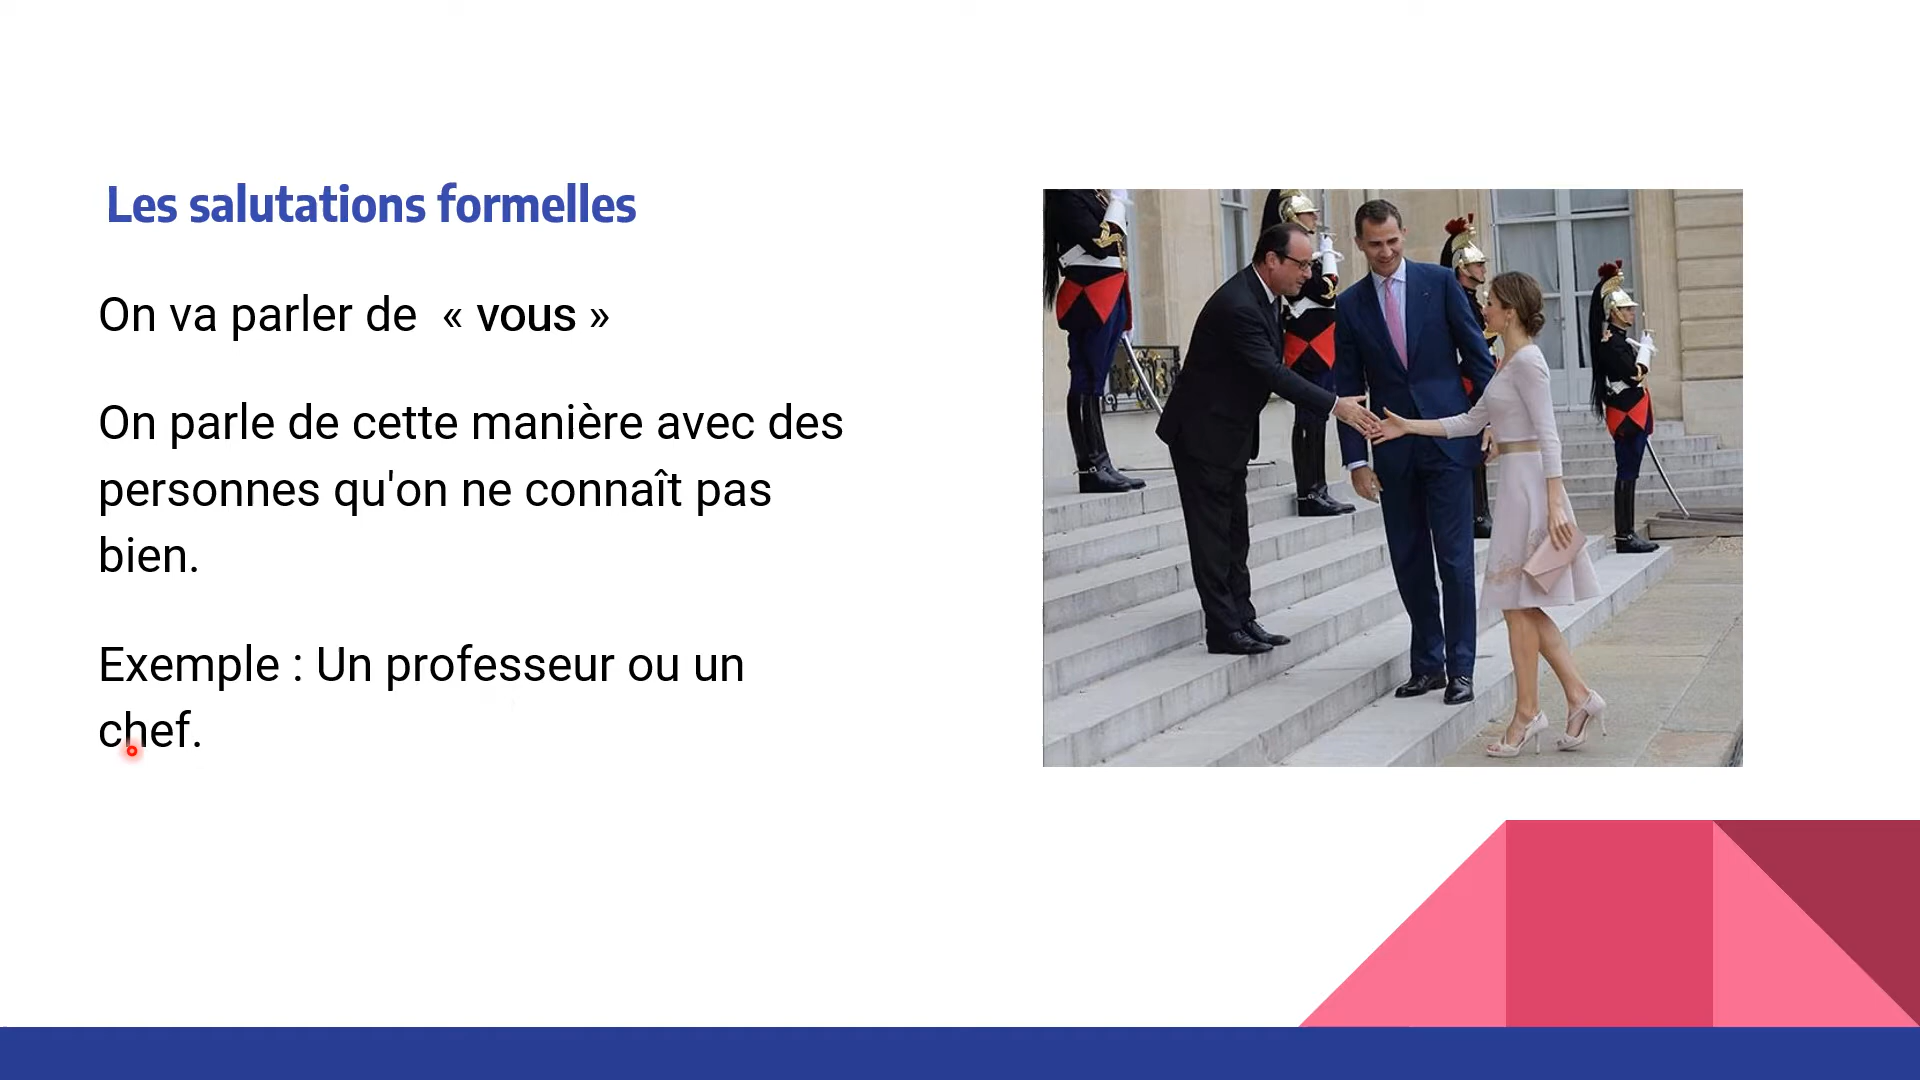 Les salutations formelles
On va parler de « vous »
On parle de cette manière avec des
personnes qu'on ne connaît pas
bien.
Exemple : Un professeur ou un
chef.